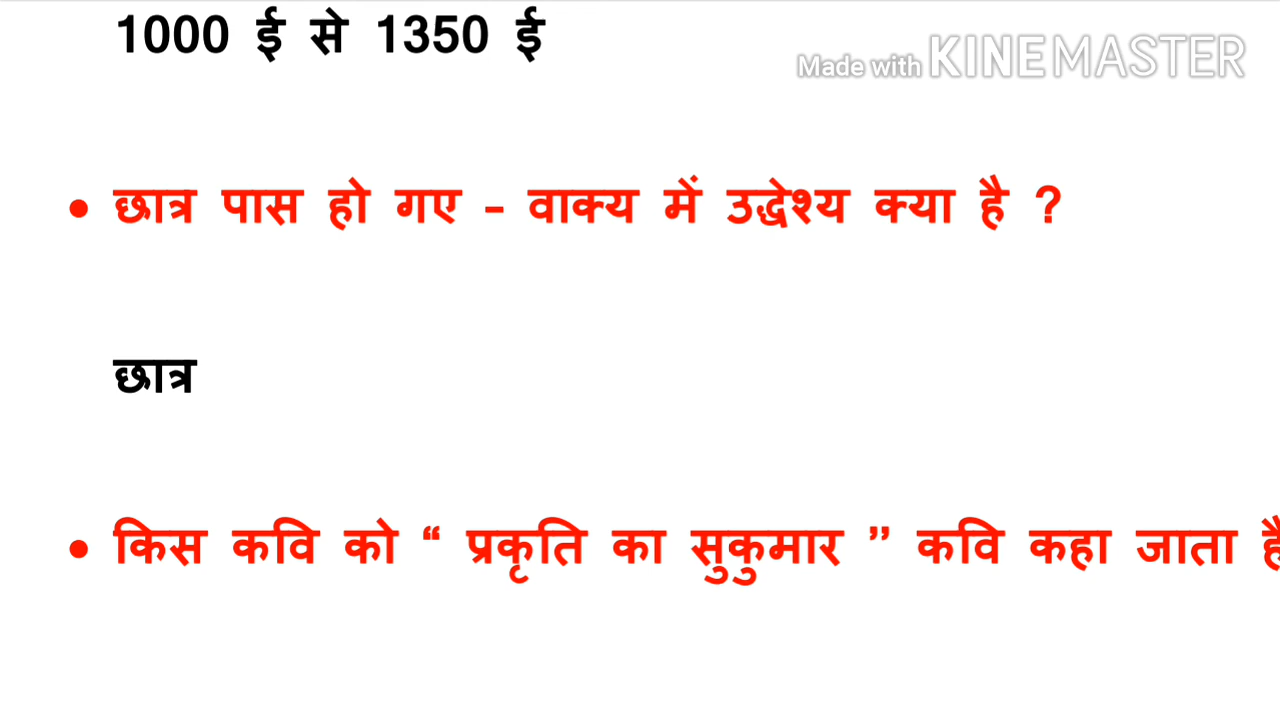 1000 ई से 1350 ई
Made with KINEMASTER
• छात्र पास हो गए - वाक्य में उद्धेश्य क्या है ?
छात्र
• किस कवि को “ प्रकृति का सुकुमार ” कवि कहा जाता है